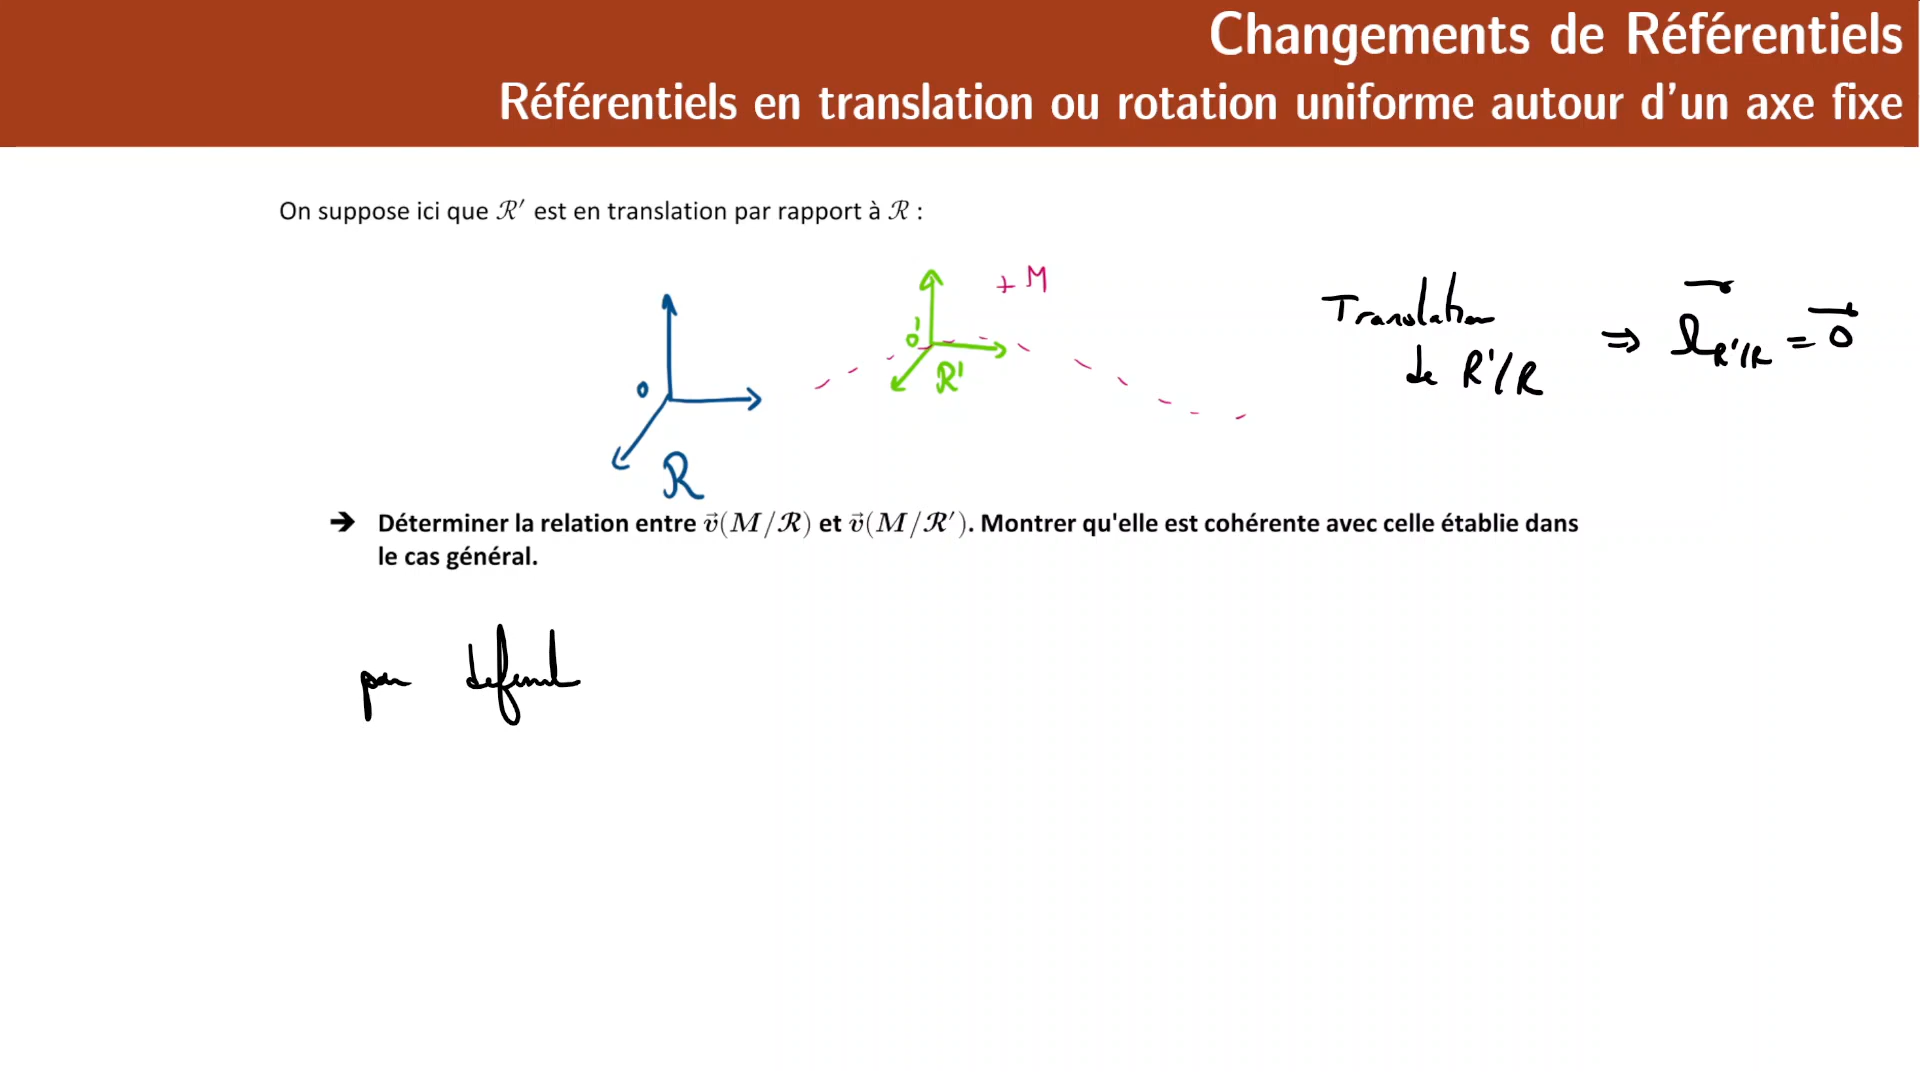 Changements de Référentiels
Référentiels en translation ou rotation uniforme autour d'un axe fixe
On suppose ici que ℛ′ est en translation par rapport à ℛ :
+ M
O'
R'
O
R
Translation
de R'/R
⇒ Ω⃗R'/R = 0⃗
➔ Déterminer la relation entre v⃗(M/ℛ) et v⃗(M/ℛ′). Montrer qu'elle est cohérente avec celle établie dans
le cas général.
par